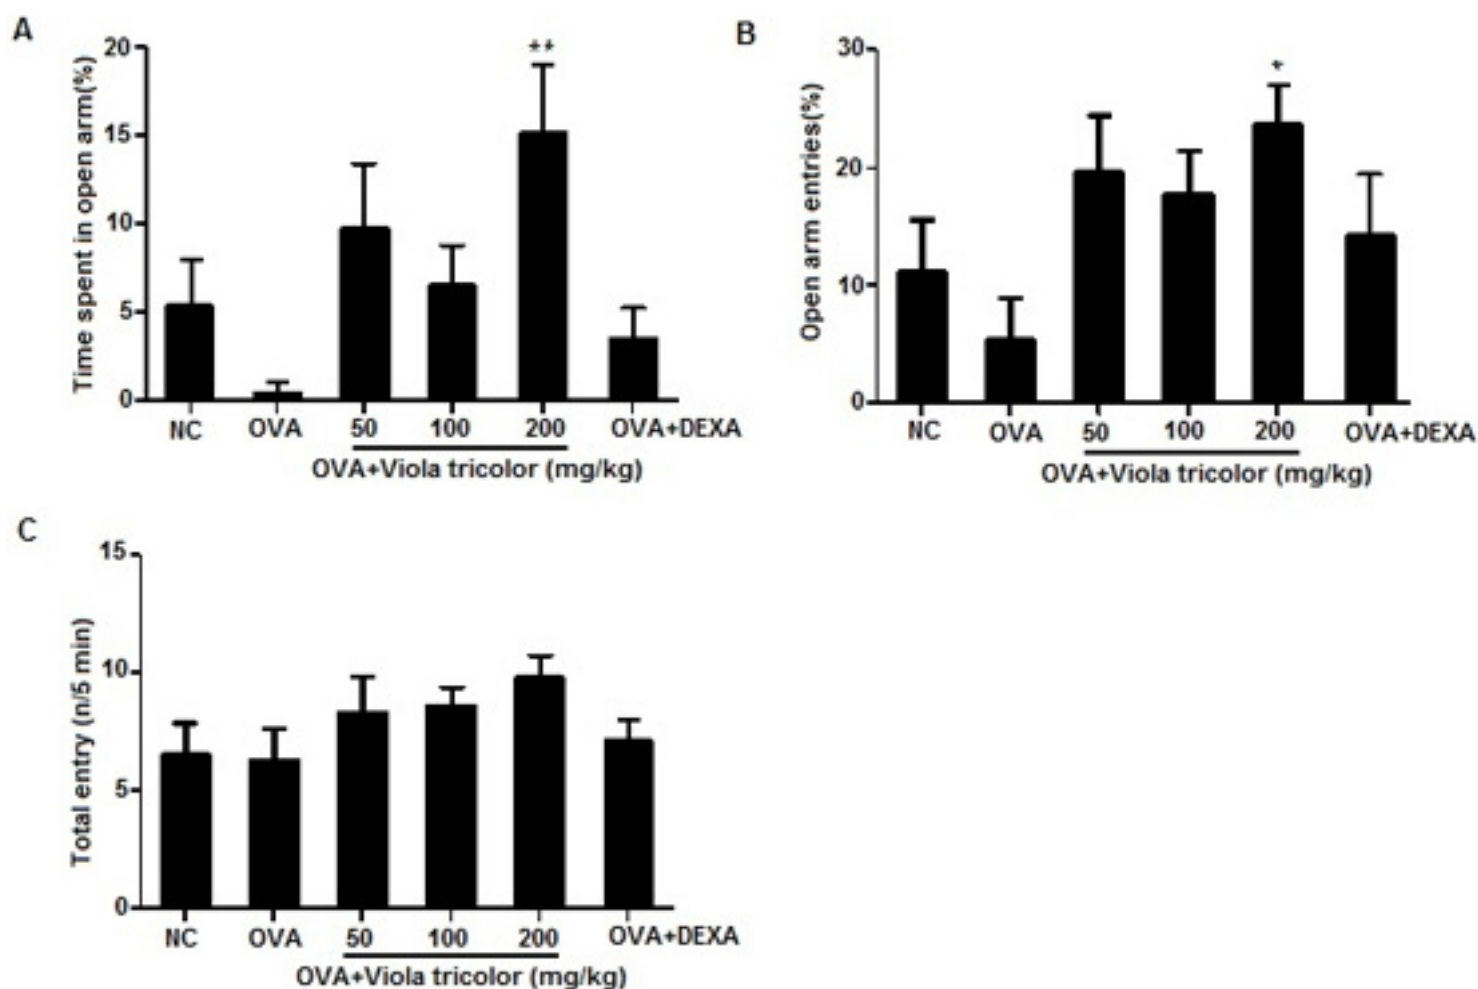 A
Time spent in open arm(%)
20
15
10
5
0
**
NC OVA 50 100 200 OVA+DEXA
OVA+Viola tricolor (mg/kg)
B
Open arm entries(%)
30
20
10
0
*
NC OVA 50 100 200 OVA+DEXA
OVA+Viola tricolor (mg/kg)
C
Total entry (n/5 min)
15
10
5
0
NC OVA 50 100 200 OVA+DEXA
OVA+Viola tricolor (mg/kg)